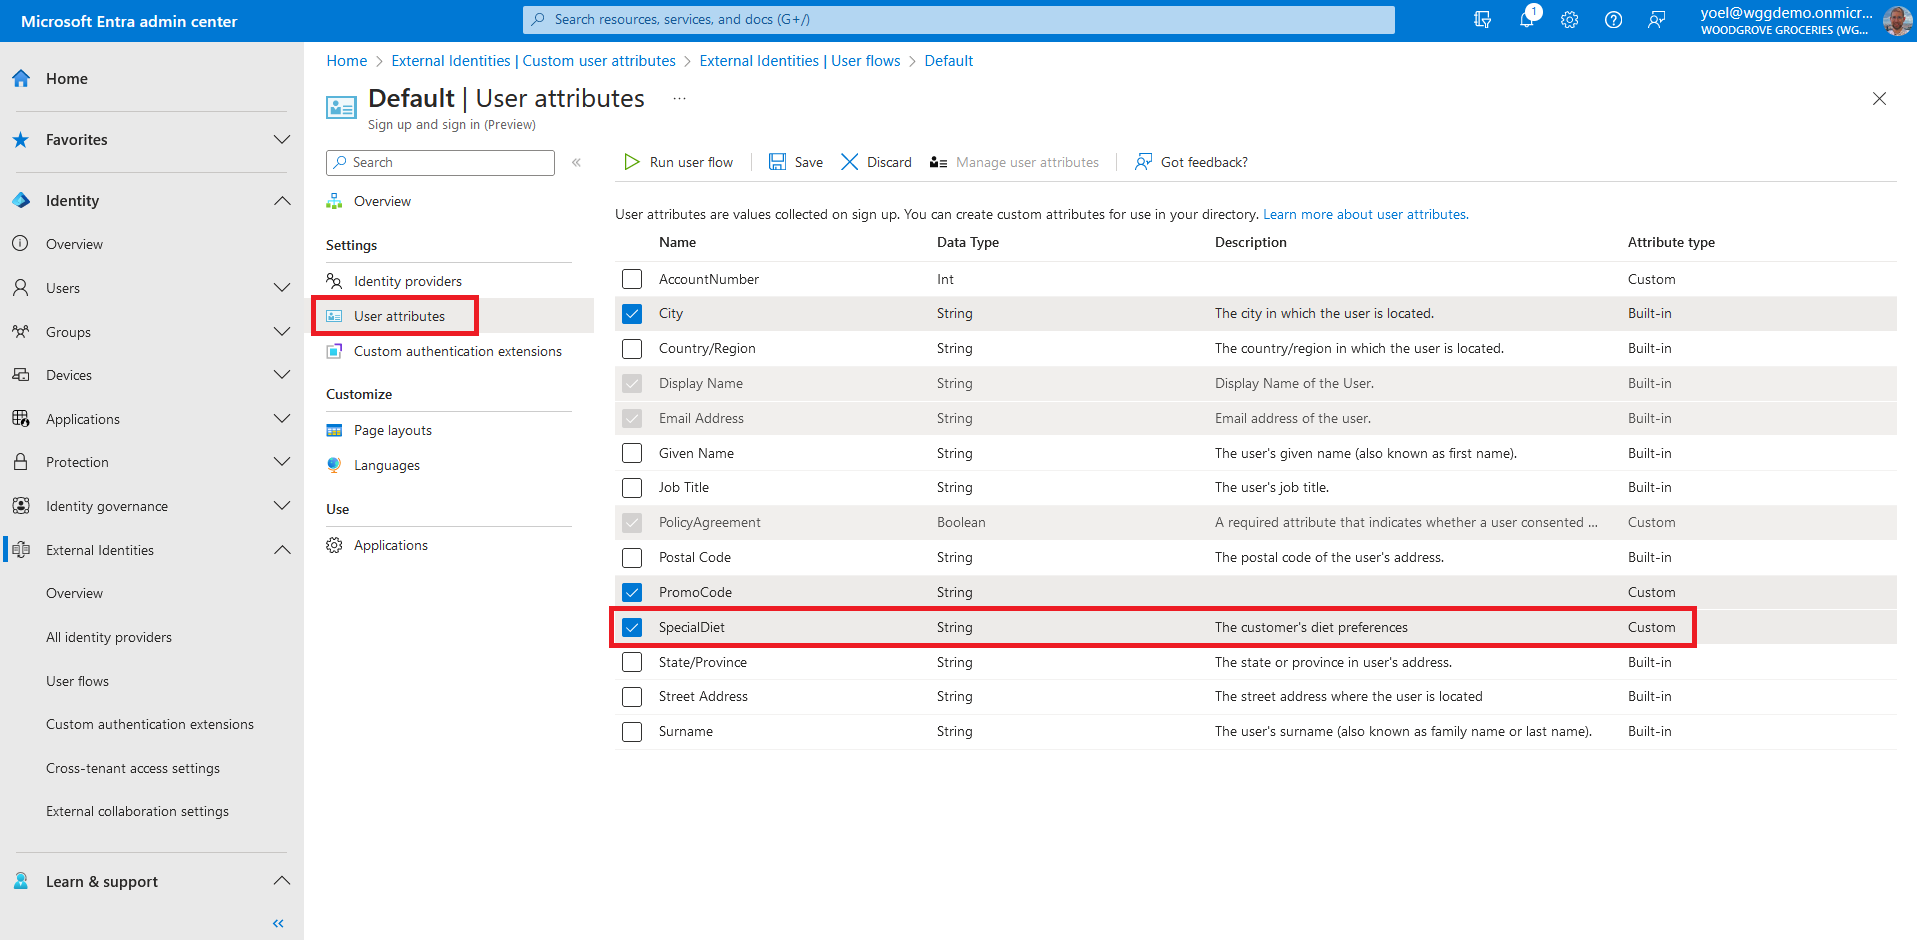 Microsoft Entra admin center
Search resources, services, and docs (G+/)
1
yoel@wggdemo.onmicr...
WOODGROVE GROCERIES (WG...
Home
Favorites
Identity
Overview
Users
Groups
Devices
Applications
Protection
Identity governance
External Identities
Overview
All identity providers
User flows
Custom authentication extensions
Cross-tenant access settings
External collaboration settings
Learn & support
Home > External Identities | Custom user attributes > External Identities | User flows > Default
Default | User attributes ...
Sign up and sign in (Preview)
Search
Overview
Settings
Identity providers
User attributes
Custom authentication extensions
Customize
Page layouts
Languages
Use
Applications
Run user flow Save Discard Manage user attributes Got feedback?
User attributes are values collected on sign up. You can create custom attributes for use in your directory. Learn more about user attributes.
Name Data Type Description Attribute type
AccountNumber Int Custom
City String The city in which the user is located. Built-in
Country/Region String The country/region in which the user is located. Built-in
Display Name String Display Name of the User. Built-in
Email Address String Email address of the user. Built-in
Given Name String The user's given name (also known as first name). Built-in
Job Title String The user's job title. Built-in
PolicyAgreement Boolean A required attribute that indicates whether a user consented ... Custom
Postal Code String The postal code of the user's address. Built-in
PromoCode String Custom
SpecialDiet String The customer's diet preferences Custom
State/Province String The state or province in user's address. Built-in
Street Address String The street address where the user is located Built-in
Surname String The user's surname (also known as family name or last name). Built-in